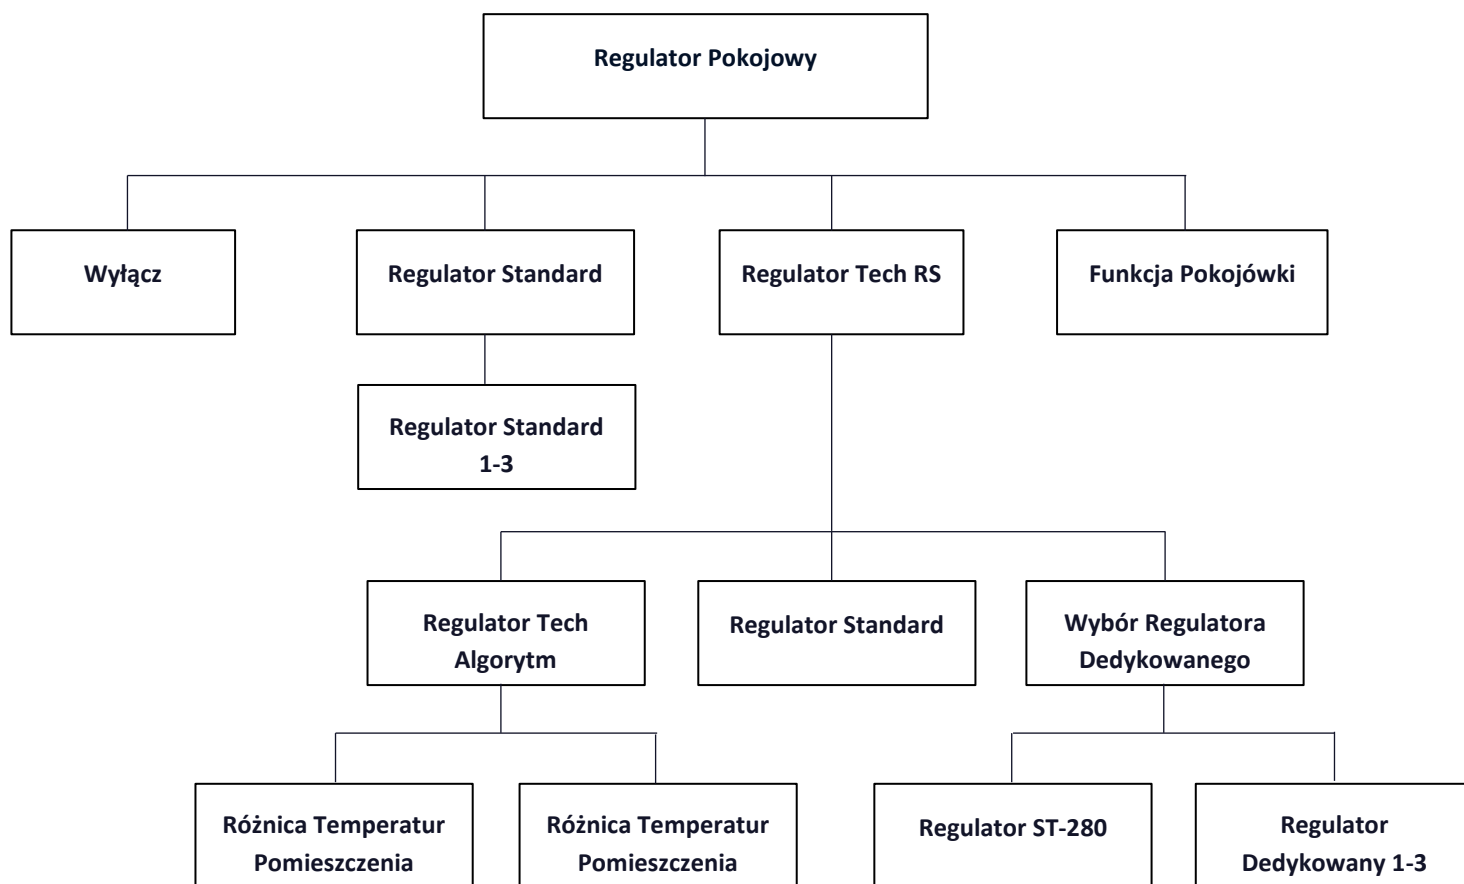 Regulator Pokojowy
Wyłącz
Regulator Standard
Regulator Tech RS
Funkcja Pokojówki
Regulator Standard
1-3
Regulator Tech
Algorytm
Regulator Standard
Wybór Regulatora
Dedykowanego
Różnica Temperatur
Pomieszczenia
Różnica Temperatur
Pomieszczenia
Regulator ST-280
Regulator
Dedykowany 1-3